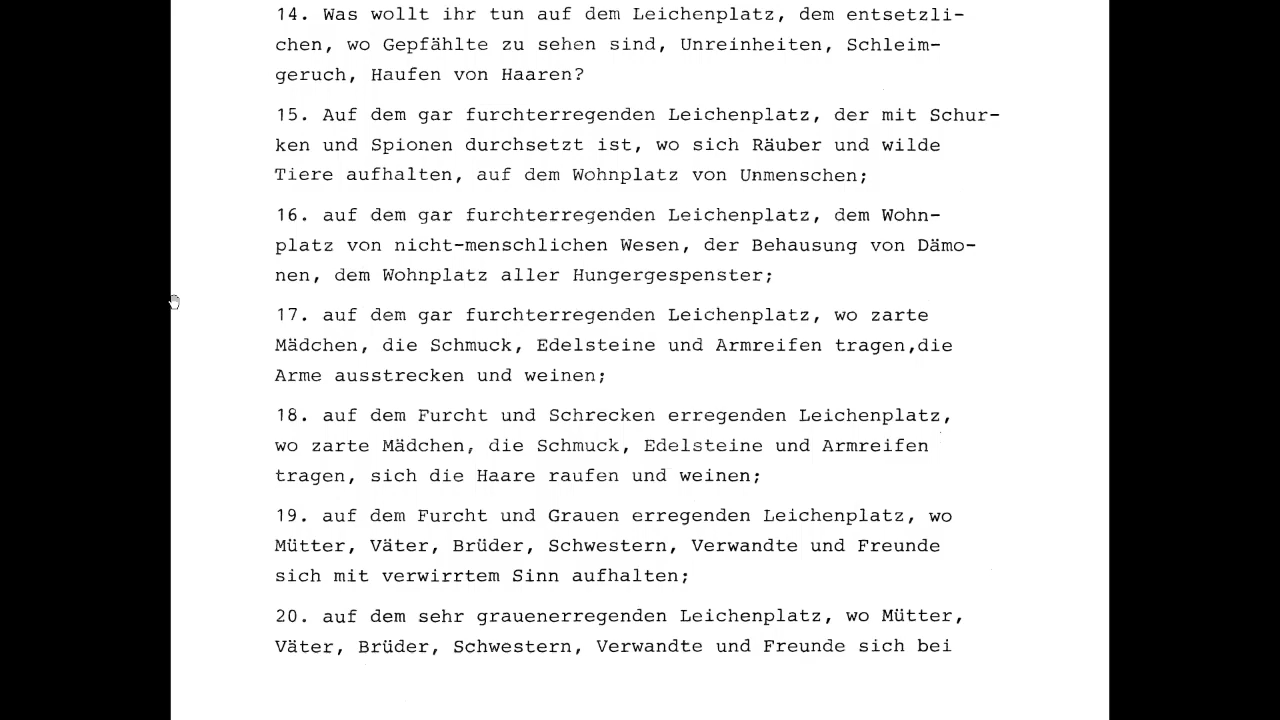 14. Was wollt ihr tun auf dem Leichenplatz, dem entsetzli-
chen, wo Gepfählte zu sehen sind, Unreinheiten, Schleim-
geruch, Haufen von Haaren?
15. Auf dem gar furchterregenden Leichenplatz, der mit Schur-
ken und Spionen durchsetzt ist, wo sich Räuber und wilde
Tiere aufhalten, auf dem Wohnplatz von Unmenschen;
16. auf dem gar furchterregenden Leichenplatz, dem Wohn-
platz von nicht-menschlichen Wesen, der Behausung von Dämo-
nen, dem Wohnplatz aller Hungergespenster;
17. auf dem gar furchterregenden Leichenplatz, wo zarte
Mädchen, die Schmuck, Edelsteine und Armreifen tragen,die
Arme ausstrecken und weinen;
18. auf dem Furcht und Schrecken erregenden Leichenplatz,
wo zarte Mädchen, die Schmuck, Edelsteine und Armreifen
tragen, sich die Haare raufen und weinen;
19. auf dem Furcht und Grauen erregenden Leichenplatz, wo
Mütter, Väter, Brüder, Schwestern, Verwandte und Freunde
sich mit verwirrtem Sinn aufhalten;
20. auf dem sehr grauenerregenden Leichenplatz, wo Mütter,
Väter, Brüder, Schwestern, Verwandte und Freunde sich bei